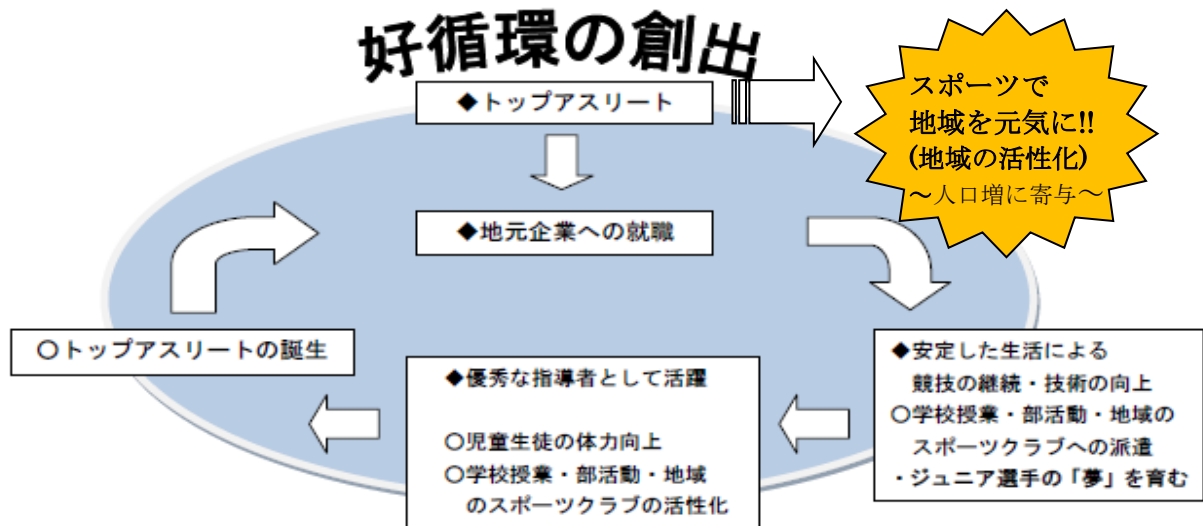 好循環の創出
◆トップアスリート
スポーツで
地域を元気に!!
(地域の活性化)
～人口増に寄与～
◆地元企業への就職
◆安定した生活による
競技の継続・技術の向上
○学校授業・部活動・地域の
スポーツクラブへの派遣
・ジュニア選手の「夢」を育む
◆優秀な指導者として活躍
○児童生徒の体力向上
○学校授業・部活動・地域
のスポーツクラブの活性化
○トップアスリートの誕生